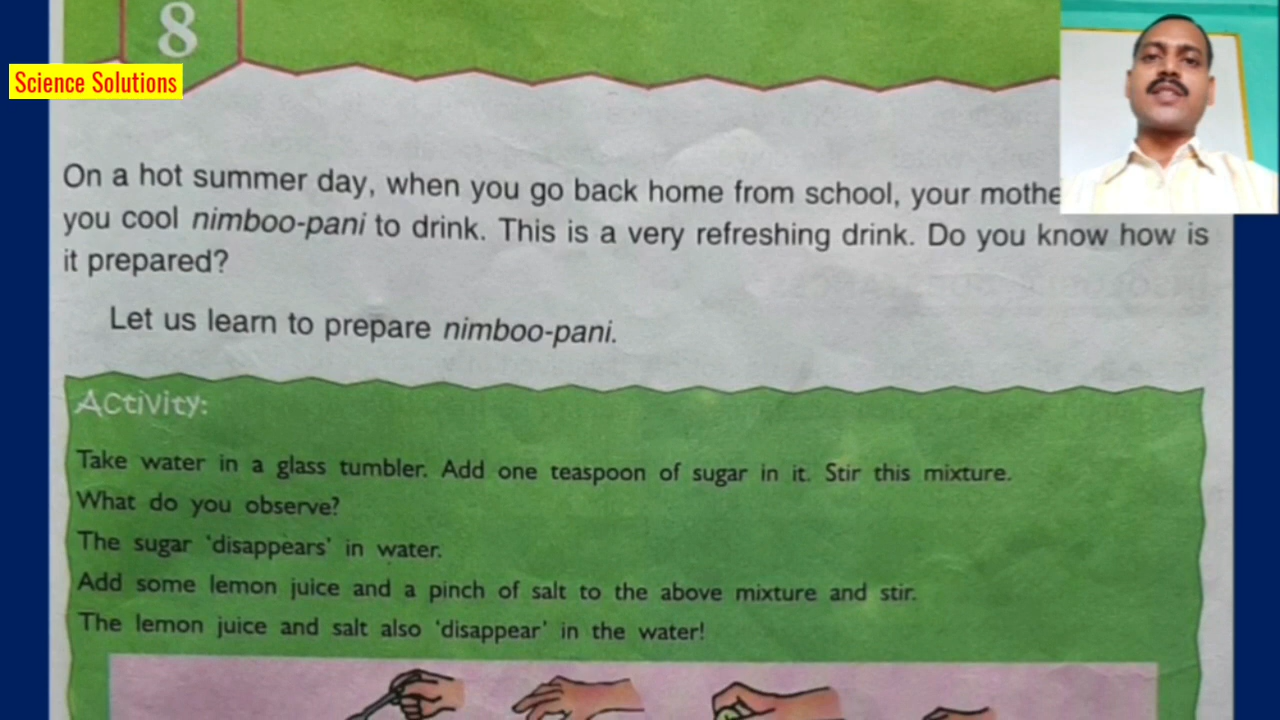 8
Science Solutions
On a hot summer day, when you go back home from school, your
you cool nimboo-pani to drink. This is a very refreshing drink. Do you know how is
it prepared?
Let us learn to prepare nimboo-pani.
Activity:
Take water in a glass tumbler. Add one teaspoon of sugar in it. Stir this mixture.
What do you observe?
The sugar 'disappears' in water.
Add some lemon juice and a pinch of salt to the above mixture and stir.
The lemon juice and salt also 'disappear' in the water!